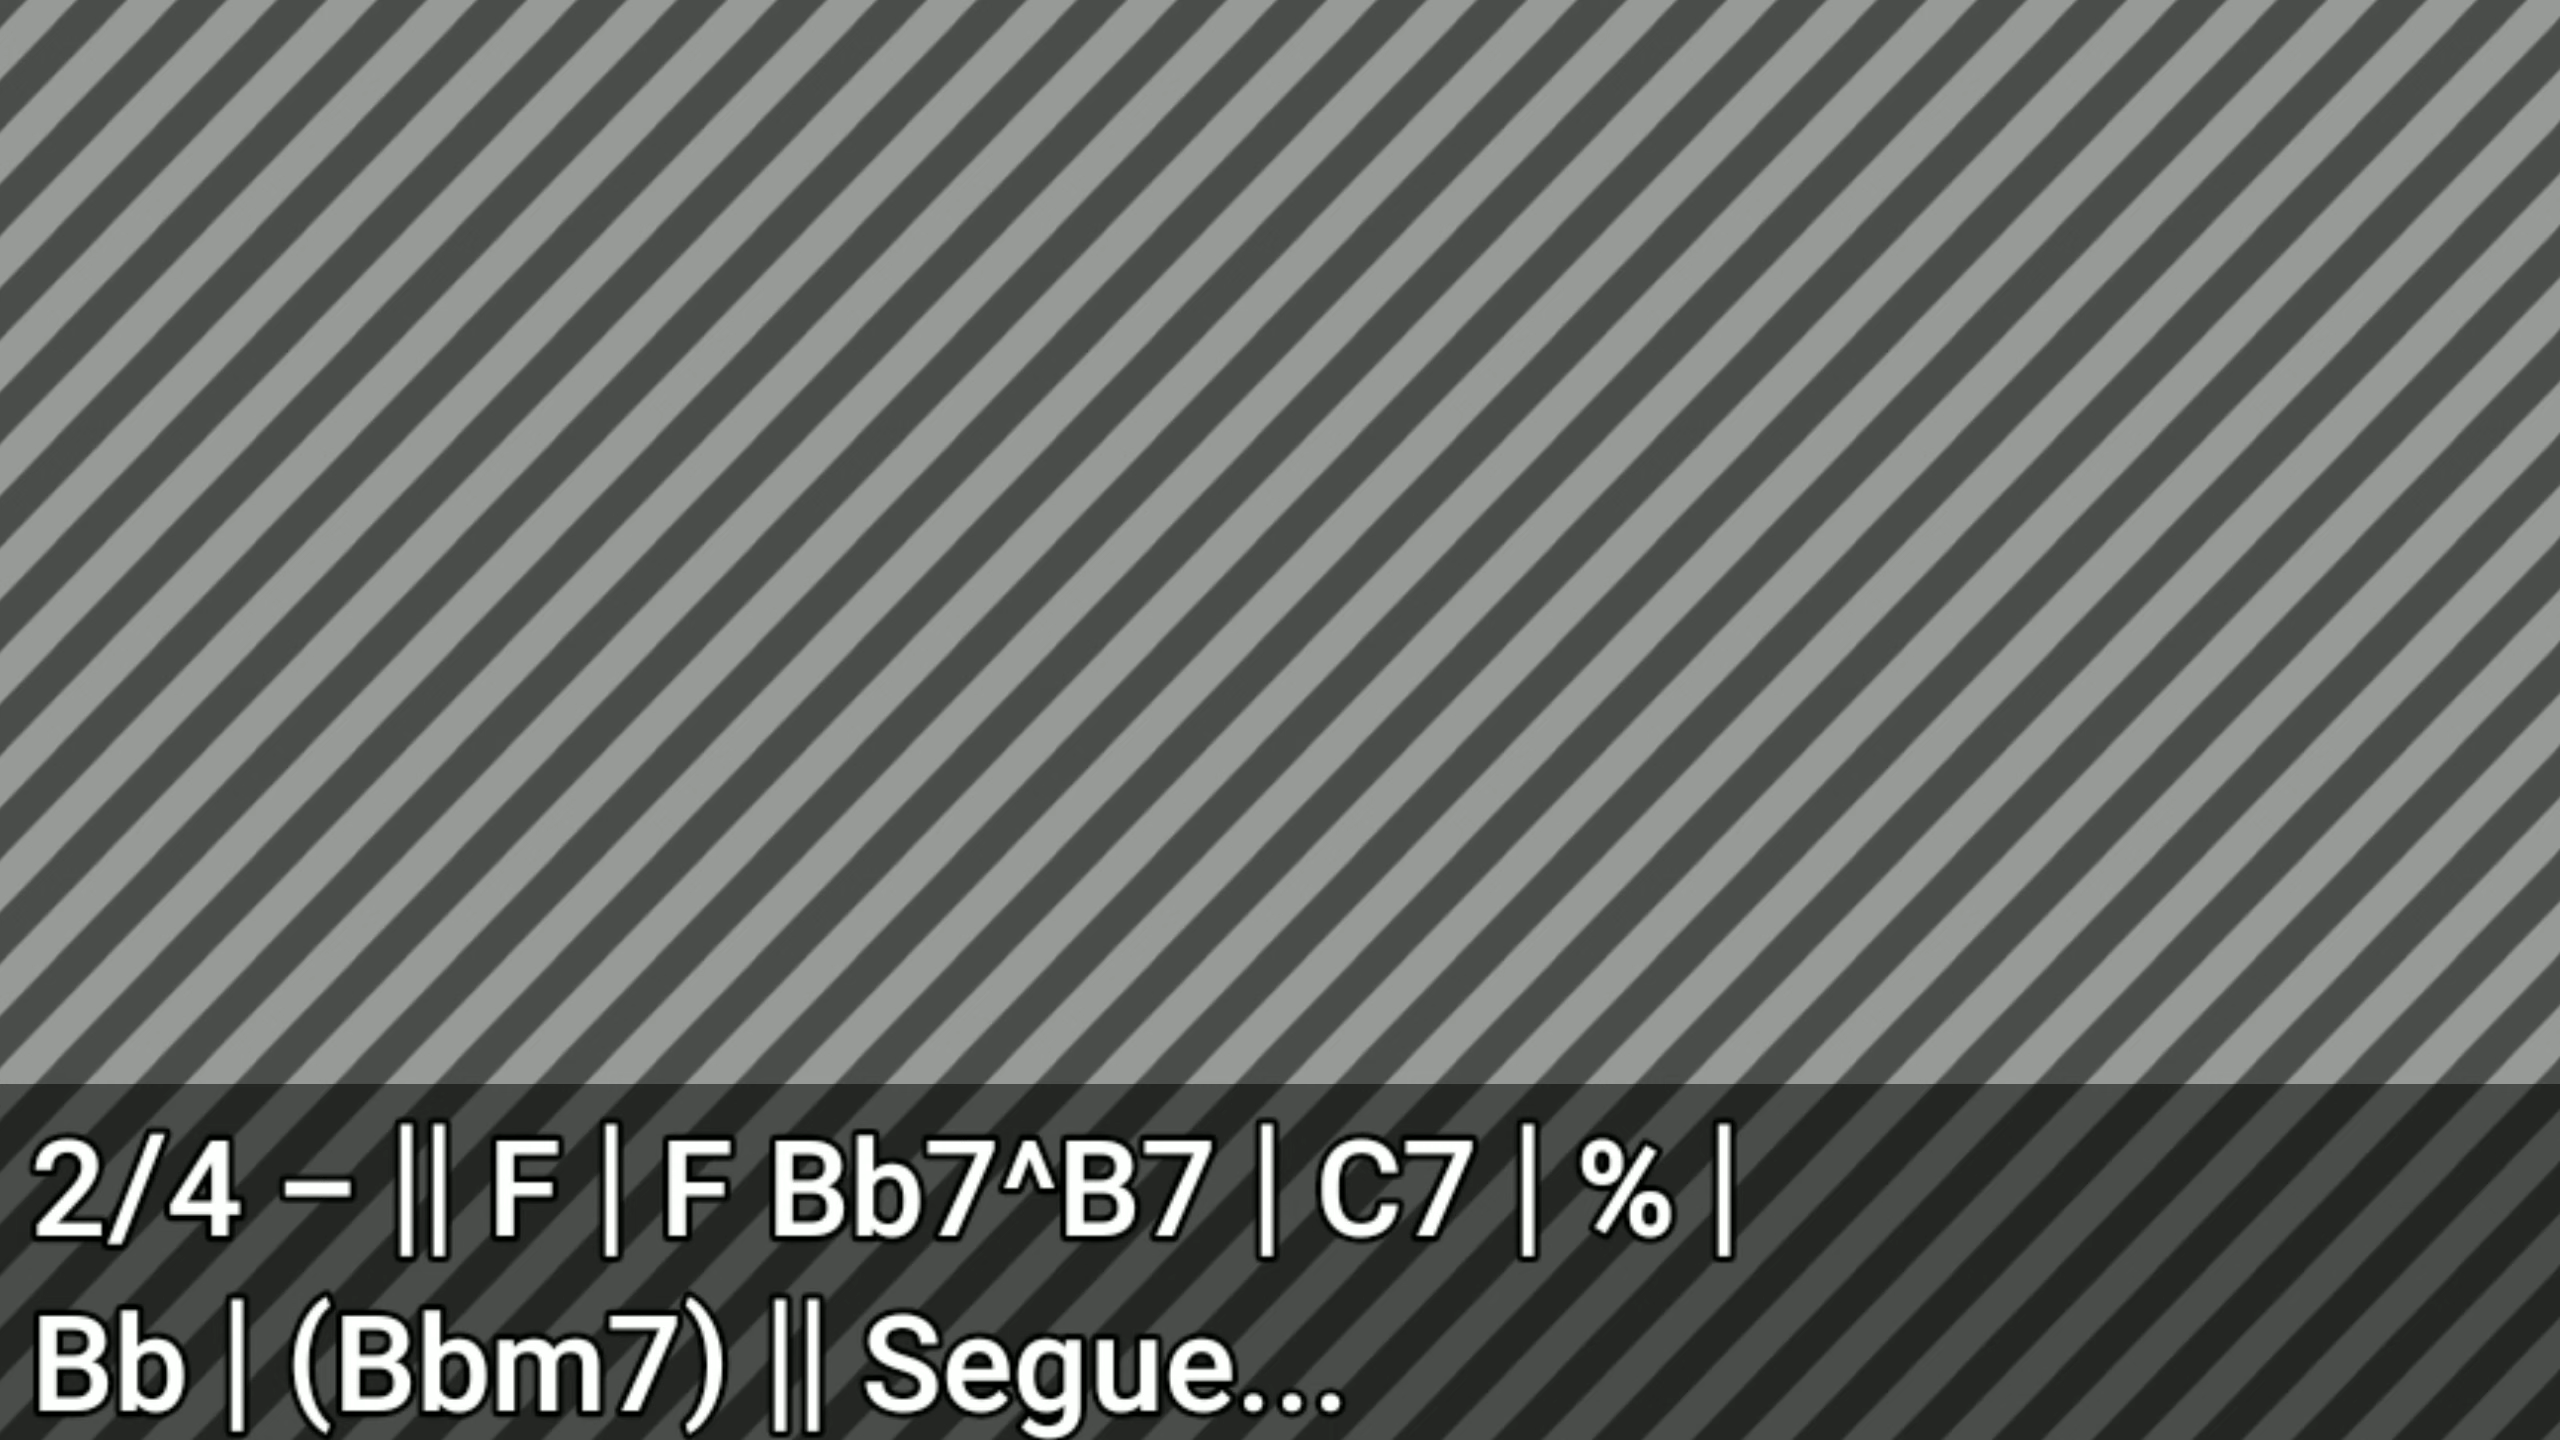 2/4 – || F | F Bb7^B7 | C7 | % |
Bb | (Bbm7) || Segue...